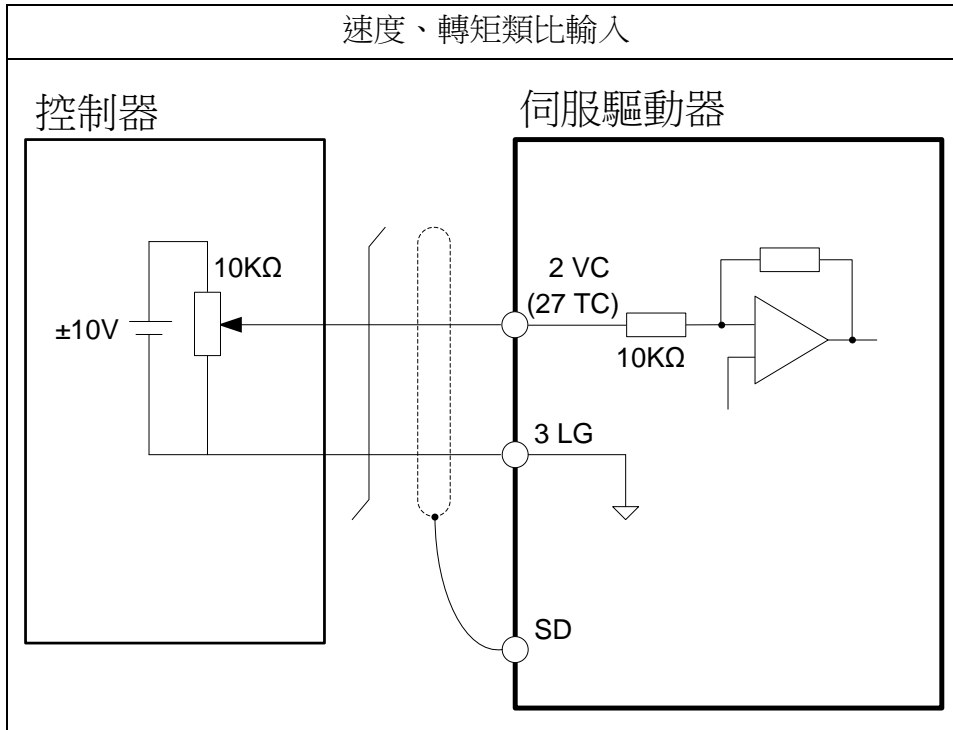 速度、轉矩類比輸入
控制器
伺服驅動器
10KΩ
±10V
2 VC
(27 TC)
10KΩ
3 LG
SD